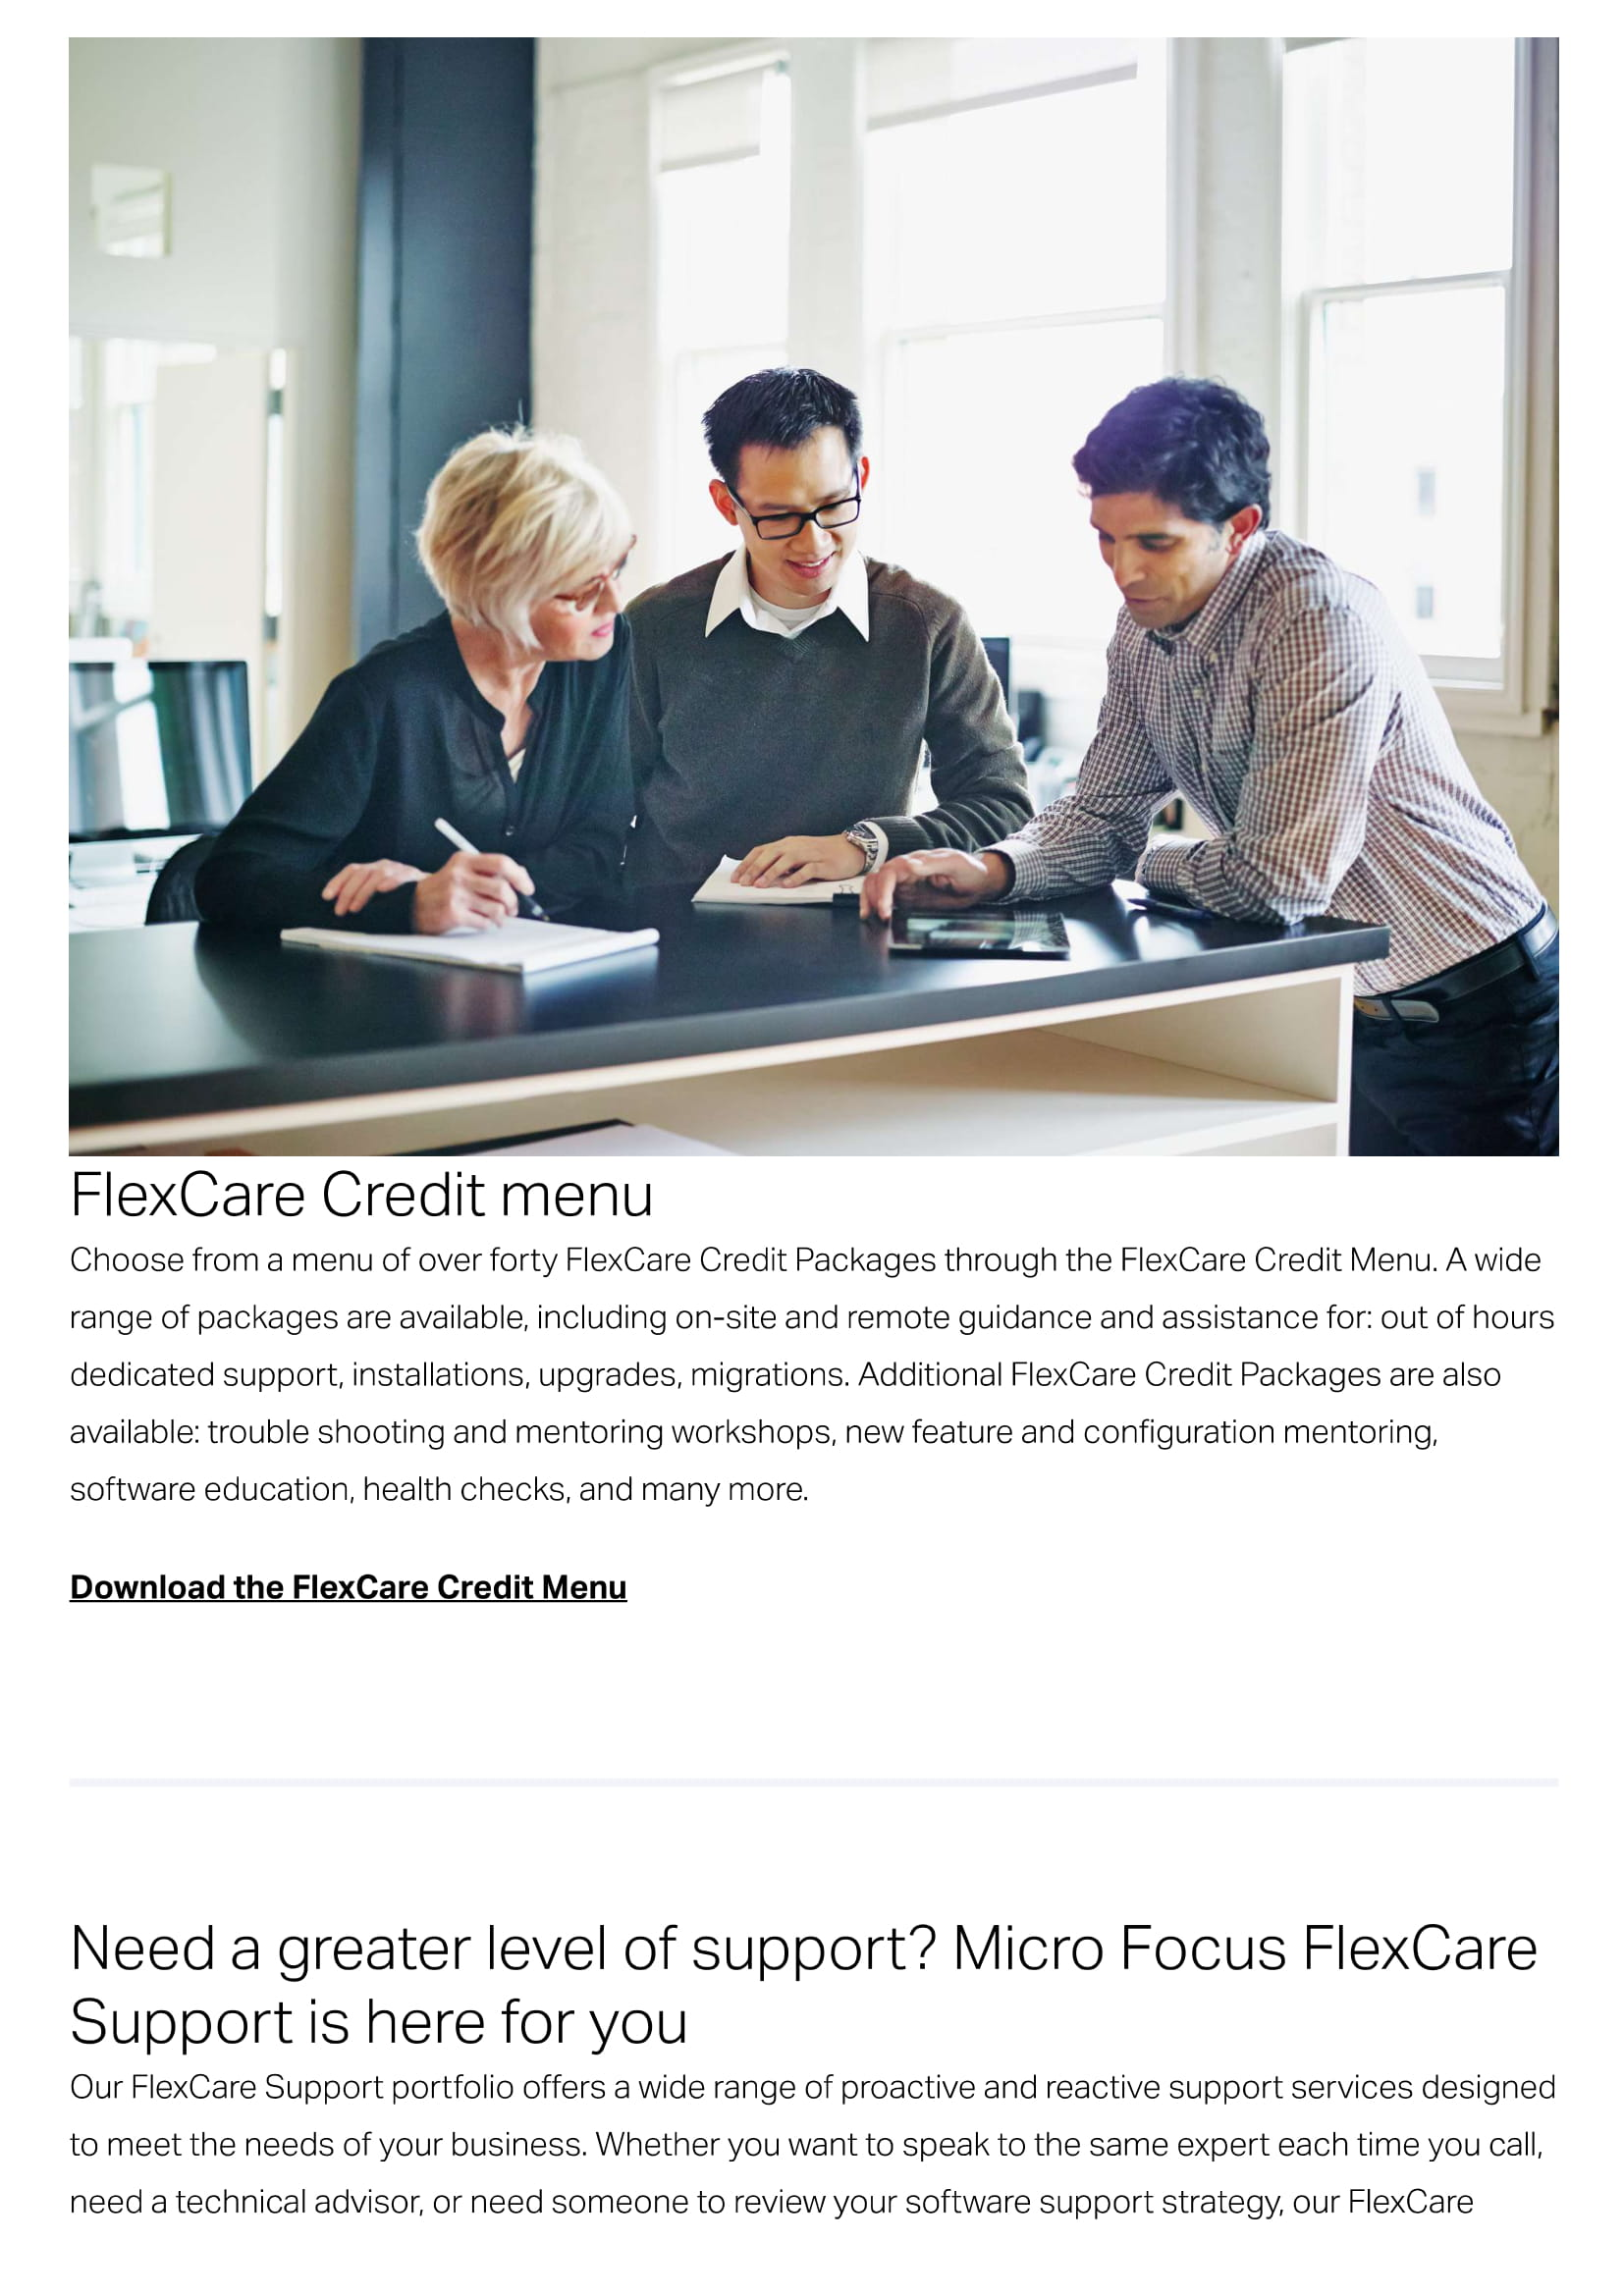 FlexCare Credit menu
Choose from a menu of over forty FlexCare Credit Packages through the FlexCare Credit Menu. A wide
range of packages are available, including on-site and remote guidance and assistance for: out of hours
dedicated support, installations, upgrades, migrations. Additional FlexCare Credit Packages are also
available: trouble shooting and mentoring workshops, new feature and configuration mentoring,
software education, health checks, and many more.
Download the FlexCare Credit Menu
Need a greater level of support? Micro Focus FlexCare
Support is here for you
Our FlexCare Support portfolio offers a wide range of proactive and reactive support services designed
to meet the needs of your business. Whether you want to speak to the same expert each time you call,
need a technical advisor, or need someone to review your software support strategy, our FlexCare